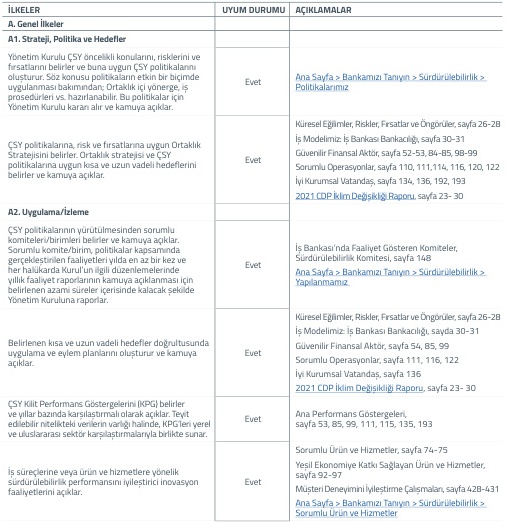 İLKELER UYUM DURUMU AÇIKLAMALAR
A. Genel İlkeler
A1. Strateji, Politika ve Hedefler
Yönetim Kurulu ÇSY öncelikli konularını, risklerini ve
fırsatlarını belirler ve buna uygun ÇSY politikalarını
oluşturur. Söz konusu politikaların etkin bir biçimde
uygulanması bakımından; Ortaklık içi yönerge, iş
prosedürleri vs. hazırlanabilir. Bu politikalar için
Yönetim Kurulu kararı alır ve kamuya açıklar.
Evet
Ana Sayfa > Bankamızı Tanıyın > Sürdürülebilirlik >
Politikalarımız
ÇSY politikalarına, risk ve fırsatlarına uygun Ortaklık
Stratejisini belirler. Ortaklık stratejisi ve ÇSY
politikalarına uygun kısa ve uzun vadeli hedeflerini
belirler ve kamuya açıklar.
Evet
Küresel Eğilimler, Riskler, Fırsatlar ve Öngörüler, sayfa 26-28
İş Modelimiz: İş Bankası Bankacılığı, sayfa 30-31
Güvenilir Finansal Aktör, sayfa 52-53, 84-85, 98-99
Sorumlu Operasyonlar, sayfa 110, 111,114, 116, 120, 122
İyi Kurumsal Vatandaş, sayfa 134, 136, 192, 193
2021 CDP İklim Değişikliği Raporu, sayfa 23- 30
A2. Uygulama/İzleme
ÇSY politikalarının yürütülmesinden sorumlu
komiteleri/birimleri belirler ve kamuya açıklar.
Sorumlu komite/birim, politikalar kapsamında
gerçekleştirilen faaliyetleri yılda en az bir kez ve
her halükarda Kurul'un ilgili düzenlemelerinde
yıllık faaliyet raporlarının kamuya açıklanması için
belirlenen azami süreler içerisinde kalacak şekilde
Yönetim Kuruluna raporlar.
Evet
İş Bankası'nda Faaliyet Gösteren Komiteler,
Sürdürülebilirlik Komitesi, sayfa 148
Ana Sayfa > Bankamızı Tanıyın > Sürdürülebilirlik >
Yapılanmamız
Belirlenen kısa ve uzun vadeli hedefler doğrultusunda
uygulama ve eylem planlarını oluşturur ve kamuya
açıklar.
Evet
Küresel Eğilimler, Riskler, Fırsatlar ve Öngörüler, sayfa 26-28
İş Modelimiz: İş Bankası Bankacılığı, sayda 30-31
Güvenilir Finansal Aktör, sayfa 54, 85, 99
Sorumlu Operasyonlar, sayfa 111, 116, 122
İyi Kurumsal Vatandaş, sayfa 136
2021 CDP İklim Değişikliği Raporu, sayfa 23- 30
ÇSY Kilit Performans Göstergelerini (KPG) belirler
ve yıllar bazında karşılaştırmalı olarak açıklar. Teyit
edilebilir nitelikteki verilerin varlığı halinde, KPG'leri yerel
ve uluslararası sektör karşılaştırmalarıyla birlikte sunar.
Evet
Ana Performans Göstergeleri,
sayfa 53, 85, 99, 111, 115, 135, 193
İş süreçlerine veya ürün ve hizmetlere yönelik
sürdürülebilirlik performansını iyileştirici inovasyon
faaliyetlerini açıklar.
Evet
Sorumlu Ürün ve Hizmetler, sayfa 74-75
Yeşil Ekonomiye Katkı Sağlayan Ürün ve Hizmetler,
sayfa 92-97
Müşteri Deneyimini İyileştirme Çalışmaları, sayfa 428-431
Ana Sayfa > Bankamızı Tanıyın > Sürdürülebilirlik >
Sorumlu Ürün ve Hizmetler